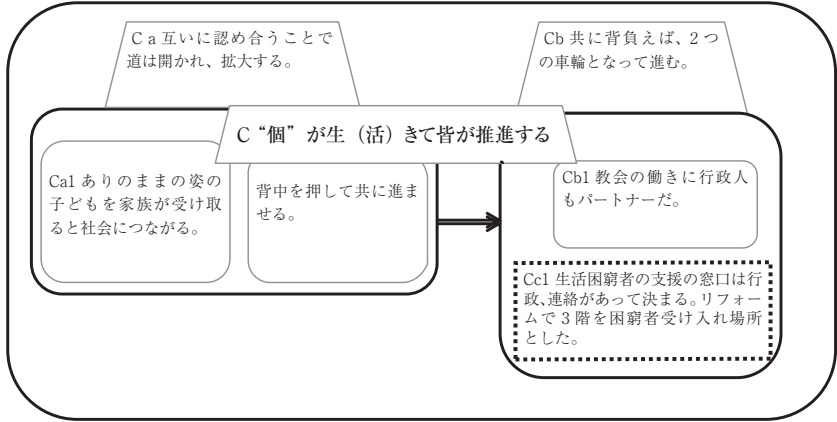 Ca 互いに認め合うことで
道は開かれ、拡大する。
Cb 共に背負えば、2つ
の車輪となって進む。
C “個” が生（活）きて皆が推進する
Ca1 ありのままの姿の
子どもを家族が受け取
ると社会につながる。
背中を押して共に進ま
せる。
Cb1 教会の働きに行政人
もパートナーだ。
Cc1 生活困窮者の支援の窓口は行
政、連絡があって決まる。リフォー
ムで 3 階を困窮者受け入れ場所
とした。